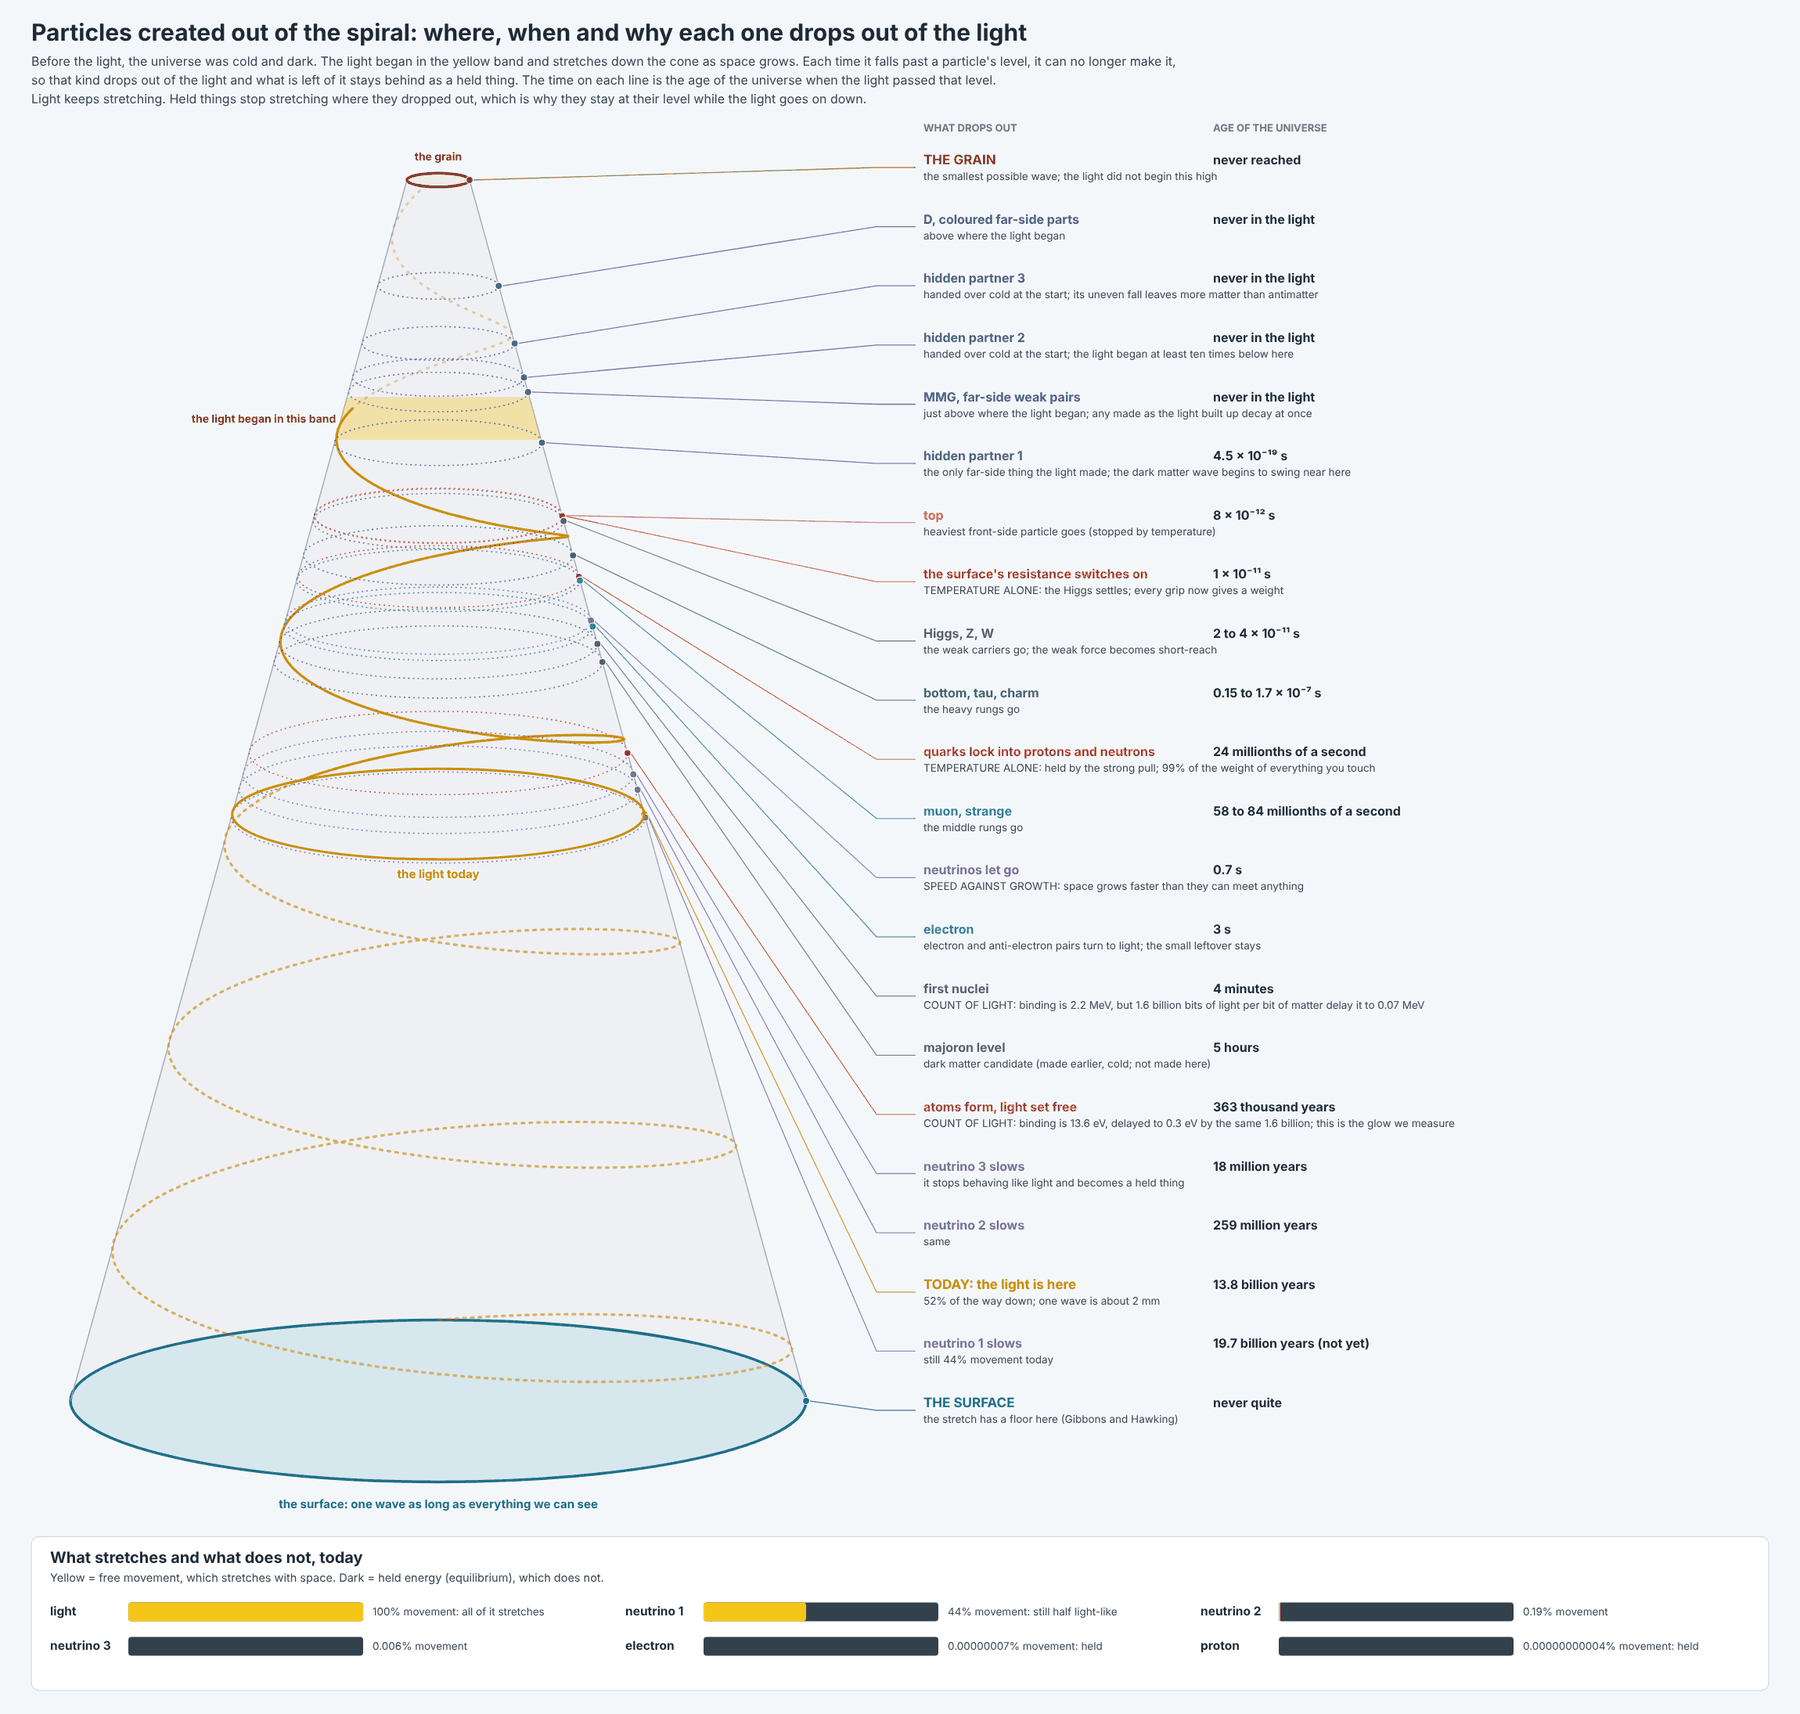 Particles created out of the spiral: where, when and why each one drops out of the light
Before the light, the universe was cold and dark. The light began in the yellow band and stretches down the cone as space grows. Each time it falls past a particle's level, it can no longer make it,
so that kind drops out of the light and what is left of it stays behind as a held thing. The time on each line is the age of the universe when the light passed that level.
Light keeps stretching. Held things stop stretching where they dropped out, which is why they stay at their level while the light goes on down.
WHAT DROPS OUT
AGE OF THE UNIVERSE
the grain
THE GRAIN
never reached
the smallest possible wave; the light did not begin this high
D, coloured far-side parts
never in the light
above where the light began
hidden partner 3
never in the light
handed over cold at the start; its uneven fall leaves more matter than antimatter
hidden partner 2
never in the light
handed over cold at the start; the light began at least ten times below here
MMG, far-side weak pairs
never in the light
just above where the light began; any made as the light built up decay at once
the light began in this band
hidden partner 1
4.5 × 10⁻¹⁹ s
the only far-side thing the light made; the dark matter wave begins to swing near here
top
8 × 10⁻¹² s
heaviest front-side particle goes (stopped by temperature)
the surface's resistance switches on
1 × 10⁻¹¹ s
TEMPERATURE ALONE: the Higgs settles; every grip now gives a weight
Higgs, Z, W
2 to 4 × 10⁻¹¹ s
the weak carriers go; the weak force becomes short-reach
bottom, tau, charm
0.15 to 1.7 × 10⁻⁷ s
the heavy rungs go
quarks lock into protons and neutrons
24 millionths of a second
TEMPERATURE ALONE: held by the strong pull; 99% of the weight of everything you touch
muon, strange
58 to 84 millionths of a second
the middle rungs go
neutrinos let go
0.7 s
SPEED AGAINST GROWTH: space grows faster than they can meet anything
the light today
electron
3 s
electron and anti-electron pairs turn to light; the small leftover stays
first nuclei
4 minutes
COUNT OF LIGHT: binding is 2.2 MeV, but 1.6 billion bits of light per bit of matter delay it to 0.07 MeV
majoron level
5 hours
dark matter candidate (made earlier, cold; not made here)
atoms form, light set free
363 thousand years
COUNT OF LIGHT: binding is 13.6 eV, delayed to 0.3 eV by the same 1.6 billion; this is the glow we measure
neutrino 3 slows
18 million years
it stops behaving like light and becomes a held thing
neutrino 2 slows
259 million years
same
TODAY: the light is here
13.8 billion years
52% of the way down; one wave is about 2 mm
neutrino 1 slows
19.7 billion years (not yet)
still 44% movement today
THE SURFACE
never quite
the stretch has a floor here (Gibbons and Hawking)
the surface: one wave as long as everything we can see
What stretches and what does not, today
Yellow = free movement, which stretches with space. Dark = held energy (equilibrium), which does not.
light
100% movement: all of it stretches
neutrino 1
44% movement: still half light-like
neutrino 2
0.19% movement
neutrino 3
0.006% movement
electron
0.00000007% movement: held
proton
0.00000000004% movement: held